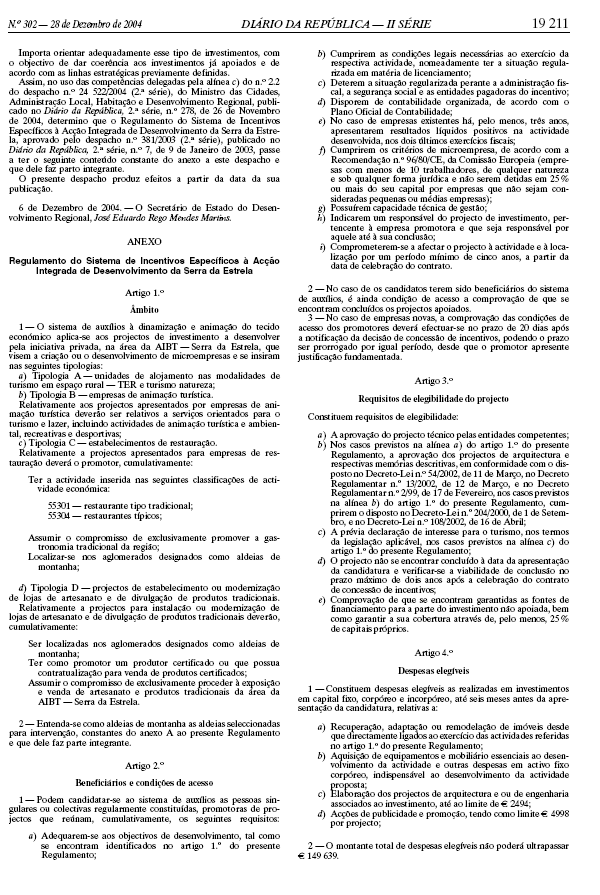 N.º 302 — 28 de Dezembro de 2004
DIÁRIO DA REPÚBLICA — II SÉRIE
19 211
Importa orientar adequadamente esse tipo de investimentos, com
o objectivo de dar coerência aos investimentos já apoiados e de
acordo com as linhas estratégicas previamente definidas.
Assim, no uso das competências delegadas pela alínea c) do n.º 2.2
do despacho n.º 24 522/2004 (2.ª série), do Ministro das Cidades,
Administração Local, Habitação e Desenvolvimento Regional, publi-
cado no Diário da República, 2.ª série, n.º 278, de 26 de Novembro
de 2004, determino que o Regulamento do Sistema de Incentivos
Específicos à Acção Integrada de Desenvolvimento da Serra da Estre-
la, aprovado pelo despacho n.º 381/2003 (2.ª série), publicado no
Diário da República, 2.ª série, n.º 7, de 9 de Janeiro de 2003, passe
a ter o seguinte conteúdo constante do anexo a este despacho e
que dele faz parte integrante.
O presente despacho produz efeitos a partir da data da sua
publicação.
6 de Dezembro de 2004. — O Secretário de Estado do Desen-
volvimento Regional, José Eduardo Rego Mendes Martins.
ANEXO
Regulamento do Sistema de Incentivos Específicos à Acção
Integrada de Desenvolvimento da Serra da Estrela
Artigo 1.º
Âmbito
1 — O sistema de auxílios à dinamização e animação do tecido
económico aplica-se aos projectos de investimento a desenvolver
pela iniciativa privada, na área da AIBT — Serra da Estrela, que
visem a criação ou o desenvolvimento de microempresas e se insiram
nas seguintes tipologias:
a) Tipologia A — unidades de alojamento nas modalidades de
turismo em espaço rural — TER e turismo natureza;
b) Tipologia B — empresas de animação turística.
Relativamente aos projectos apresentados por empresas de ani-
mação turística deverão ser relativos a serviços orientados para o
turismo e lazer, incluindo actividades de animação turística e ambien-
tal, recreativas e desportivas;
c) Tipologia C — estabelecimentos de restauração.
Relativamente a projectos apresentados para empresas de res-
tauração deverá o promotor, cumulativamente:
Ter a actividade inserida nas seguintes classificações de acti-
vidade económica:
55301 — restaurante tipo tradicional;
55304 — restaurantes típicos;
Assumir o compromisso de exclusivamente promover a gas-
tronomia tradicional da região;
Localizar-se nos aglomerados designados como aldeias de
montanha;
d) Tipologia D — projectos de estabelecimento ou modernização
de lojas de artesanato e de divulgação de produtos tradicionais.
Relativamente a projectos para instalação ou modernização de
lojas de artesanato e de divulgação de produtos tradicionais deverão,
cumulativamente:
Ser localizadas nos aglomerados designados como aldeias de
montanha;
Ter como promotor um produtor certificado ou que possua
contratualização para venda de produtos certificados;
Assumir o compromisso de exclusivamente proceder à exposição
e venda de artesanato e produtos tradicionais da área da
AIBT — Serra da Estrela.
2 — Entenda-se como aldeias de montanha as aldeias seleccionadas
para intervenção, constantes do anexo A ao presente Regulamento
e que dele faz parte integrante.
Artigo 2.º
Beneficiários e condições de acesso
1 — Podem candidatar-se ao sistema de auxílios as pessoas sin-
gulares ou colectivas regularmente constituídas, promotoras de pro-
jectos que reúnam, cumulativamente, os seguintes requisitos:
a) Adequarem-se aos objectivos de desenvolvimento, tal como
se encontram identificados no artigo 1.º do presente
Regulamento;
b) Cumprirem as condições legais necessárias ao exercício da
respectiva actividade, nomeadamente ter a situação regula-
rizada em matéria de licenciamento;
c) Deterem a situação regularizada perante a administração fis-
cal, a segurança social e as entidades pagadoras do incentivo;
d) Disporem de contabilidade organizada, de acordo com o
Plano Oficial de Contabilidade;
e) No caso de empresas existentes há, pelo menos, três anos,
apresentarem resultados líquidos positivos na actividade
desenvolvida, nos dois últimos exercícios fiscais;
f) Cumprirem os critérios de microempresa, de acordo com a
Recomendação n.º 96/80/CE, da Comissão Europeia (empre-
sas com menos de 10 trabalhadores, de qualquer natureza
e sob qualquer forma jurídica e não serem detidas em 25 %
ou mais do seu capital por empresas que não sejam con-
sideradas pequenas ou médias empresas);
g) Possuírem capacidade técnica de gestão;
h) Indicarem um responsável do projecto de investimento, per-
tencente à empresa promotora e que seja responsável por
aquele até à sua conclusão;
i) Comprometerem-se a afectar o projecto à actividade e à loca-
lização por um período mínimo de cinco anos, a partir da
data de celebração do contrato.
2 — No caso de os candidatos terem sido beneficiários do sistema
de auxílios, é ainda condição de acesso a comprovação de que se
encontram concluídos os projectos apoiados.
3 — No caso de empresas novas, a comprovação das condições de
acesso dos promotores deverá efectuar-se no prazo de 20 dias após
a notificação da decisão de concessão de incentivos, podendo o prazo
ser prorrogado por igual período, desde que o promotor apresente
justificação fundamentada.
Artigo 3.º
Requisitos de elegibilidade do projecto
Constituem requisitos de elegibilidade:
a) A aprovação do projecto técnico pelas entidades competentes;
b) Nos casos previstos na alínea a) do artigo 1.º do presente
Regulamento, a aprovação dos projectos de arquitectura e
respectivas memórias descritivas, em conformidade com o dis-
posto no Decreto-Lei n.º 54/2002, de 11 de Março, no Decreto
Regulamentar n.º 13/2002, de 12 de Março, e no Decreto
Regulamentar n.º 2/99, de 17 de Fevereiro, nos casos previstos
na alínea b) do artigo 1.º do presente Regulamento, cum-
prirem o disposto no Decreto-Lei n.º 204/2000, de 1 de Setem-
bro, e no Decreto-Lei n.º 108/2002, de 16 de Abril;
c) A prévia declaração de interesse para o turismo, nos termos
da legislação aplicável, nos casos previstos na alínea c) do
artigo 1.º do presente Regulamento;
d) O projecto não se encontrar concluído à data da apresentação
da candidatura e verificar-se a viabilidade de conclusão no
prazo máximo de dois anos após a celebração do contrato
de concessão de incentivos;
e) Comprovação de que se encontram garantidas as fontes de
financiamento para a parte do investimento não apoiada, bem
como garantir a sua cobertura através de, pelo menos, 25 %
de capitais próprios.
Artigo 4.º
Despesas elegíveis
1 — Constituem despesas elegíveis as realizadas em investimentos
em capital fixo, corpóreo e incorpóreo, até seis meses antes da apre-
sentação da candidatura, relativas a:
a) Recuperação, adaptação ou remodelação de imóveis desde
que directamente ligados ao exercício das actividades referidas
no artigo 1.º do presente Regulamento;
b) Aquisição de equipamentos e mobiliário essenciais ao desen-
volvimento da actividade e outras despesas em activo fixo
corpóreo, indispensável ao desenvolvimento da actividade
proposta;
c) Elaboração dos projectos de arquitectura e ou de engenharia
associados ao investimento, até ao limite de € 2494;
d) Acções de publicidade e promoção, tendo como limite € 4998
por projecto;
2 — O montante total de despesas elegíveis não poderá ultrapassar
€ 149 639.